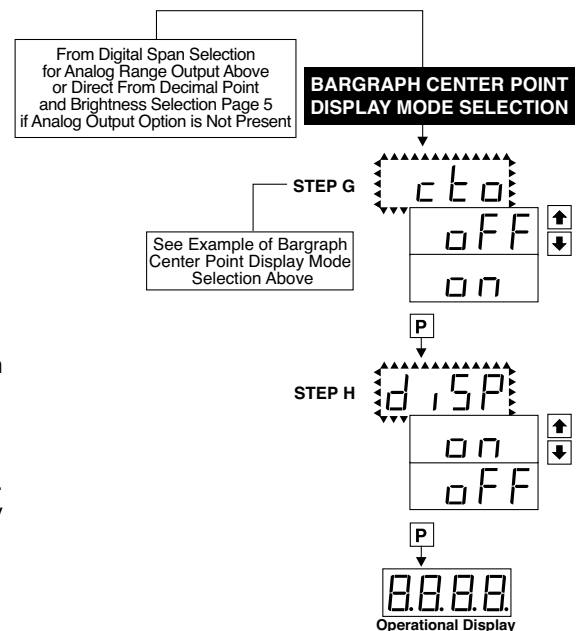 From Digital Span Selection
for Analog Range Output Above
or Direct From Decimal Point
and Brightness Selection Page 5
if Analog Output Option is Not Present
BARGRAPH CENTER POINT
DISPLAY MODE SELECTION
STEP G
cto
oFF
on
See Example of Bargraph
Center Point Display Mode
Selection Above
P
STEP H
diSP
on
oFF
P
8.8.8.8.
Operational Display